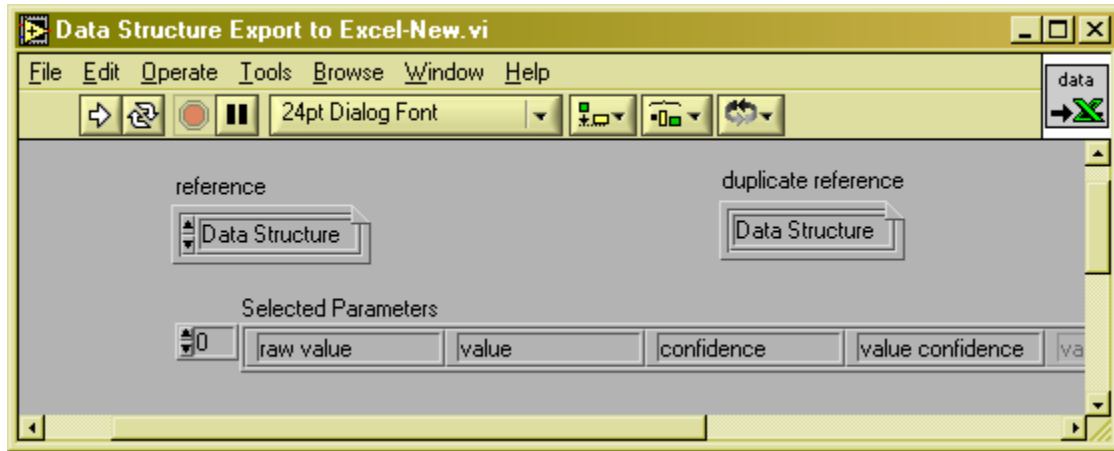 Data Structure Export to Excel-New.vi
File Edit Operate Tools Browse Window Help
data
24pt Dialog Font
reference
duplicate reference
Data Structure
Data Structure
Selected Parameters
0
raw value
value
confidence
value confidence
va